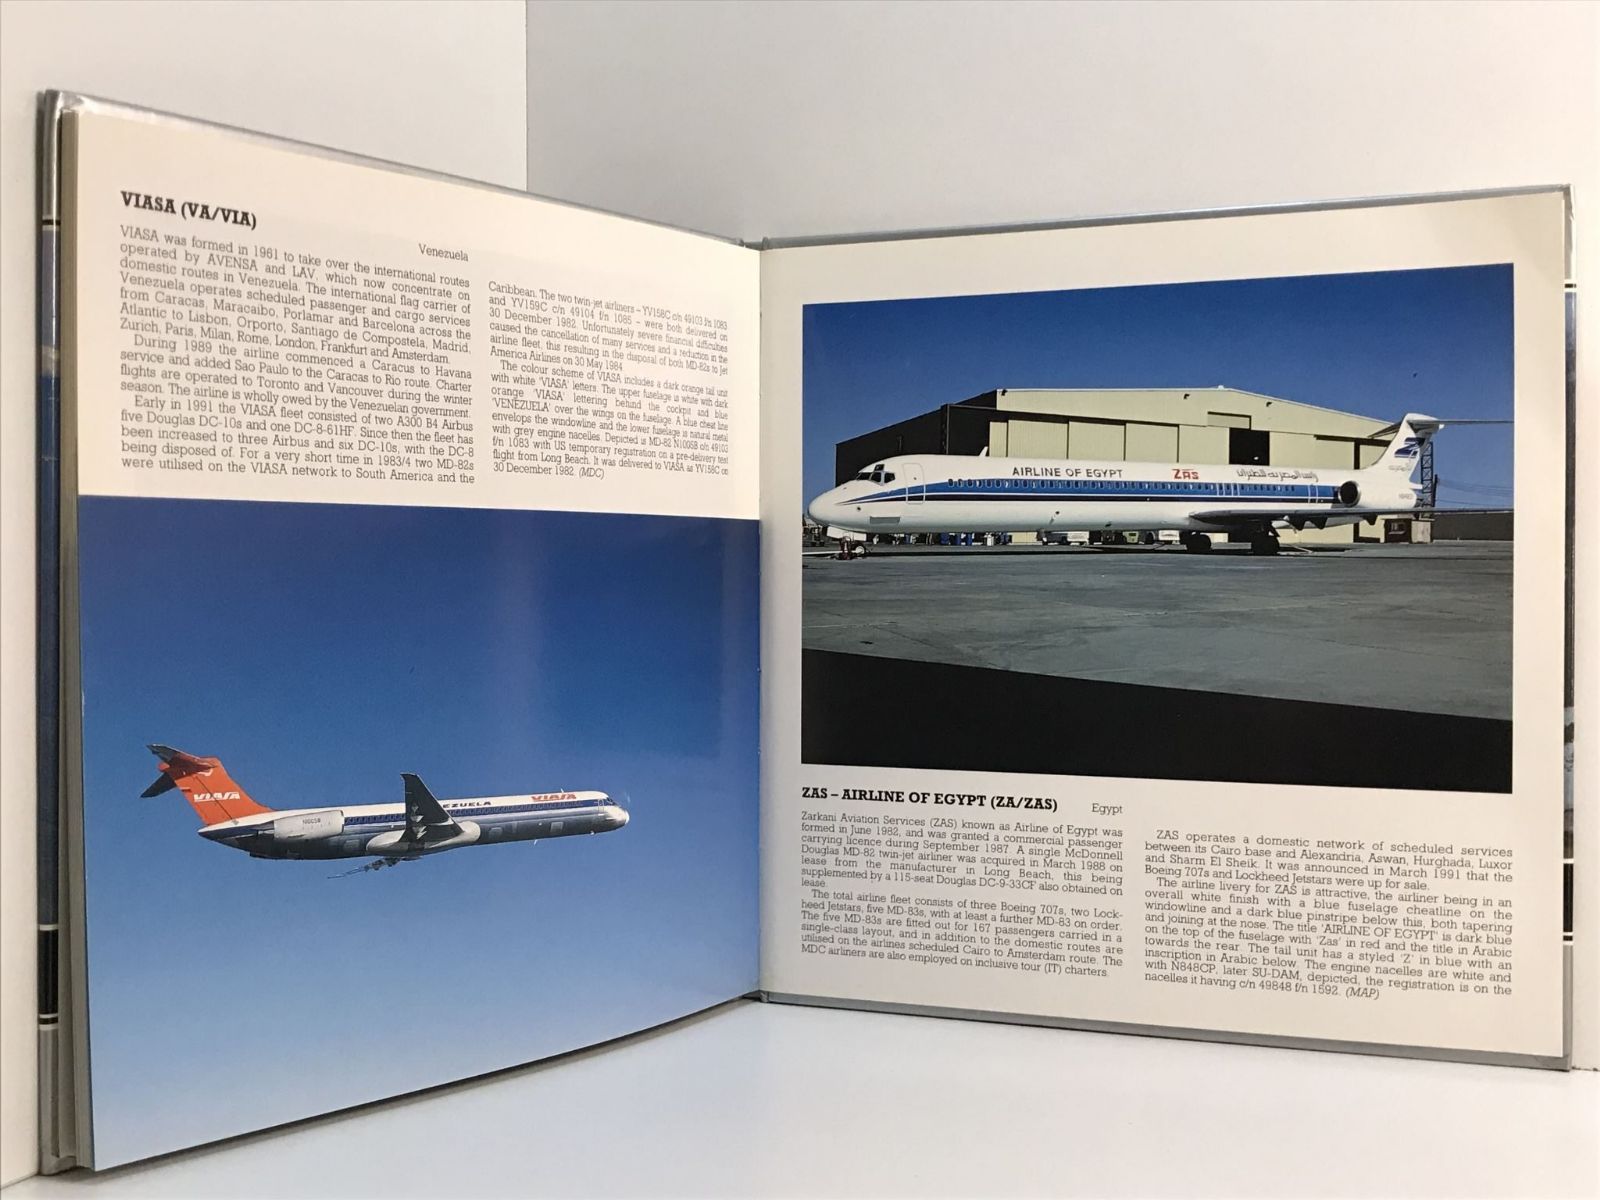 VIASA (VA/VIA)
Venezuela
VIASA was formed in 1961 to take over the international routes
operated by AVENSA and LAV, which now concentrate on
domestic routes in Venezuela. The international flag carrier of
Venezuela operates scheduled passenger and cargo services
from Caracas, Maracaibo, Porlamar and Barcelona across the
Atlantic to Lisbon, Orporto, Santiago de Compostela, Madrid,
Zurich, Paris, Milan, Rome, London, Frankfurt and Amsterdam.
During 1989 the airline commenced a Caracus to Havana
service and added Sao Paulo to the Caracas to Rio route. Charter
flights are operated to Toronto and Vancouver during the winter
season. The airline is wholly owed by the Venezuelan government.
Early in 1991 the VIASA fleet consisted of two A300 B4 Airbus
five Douglas DC-10s and one DC-8-61HF. Since then the fleet has
been increased to three Airbus and six DC-10s, with the DC-8
being disposed of. For a very short time in 1983/4 two MD-82s
were utilised on the VIASA network to South America and the
Caribbean. The two twin-jet airliners – YV158C c/n 49103 f/n 1083
and YV159C c/n 49104 f/n 1085 – were both delivered on
30 December 1982. Unfortunately severe financial difficulties
caused the cancellation of many services and a reduction in the
airline fleet, this resulting in the disposal of both MD-82s to Jet
America Airlines on 30 May 1984.
The colour scheme of VIASA includes a dark orange tail unit
with white 'VIASA' letters. The upper fuselage is white with dark
orange 'VIASA' lettering behind the cockpit and blue
'VENEZUELA' over the wings on the fuselage. A blue cheat line
envelops the windowline and the lower fuselage is natural metal
with grey engine nacelles. Depicted is MD-82 N1005B c/n 49103
f/n 1083 with US temporary registration on a pre-delivery test
flight from Long Beach. It was delivered to VIASA as YV158C on
30 December 1982. (MDC)
VIASA
N1005B
EZUELA
VIASA
AIRLINE OF EGYPT
Zas
N848CP
ZAS – AIRLINE OF EGYPT (ZA/ZAS)
Egypt
Zarkani Aviation Services (ZAS) known as Airline of Egypt was
formed in June 1982, and was granted a commercial passenger
carrying licence during September 1987. A single McDonnell
Douglas MD-82 twin-jet airliner was acquired in March 1988 on
lease from the manufacturer in Long Beach, this being
supplemented by a 115-seat Douglas DC-9-33CF also obtained on
lease.
The total airline fleet consists of three Boeing 707s, two Lock-
heed Jetstars, five MD-83s, with at least a further MD-83 on order.
The five MD-83s are fitted out for 167 passengers carried in a
single-class layout, and in addition to the domestic routes are
utilised on the airlines scheduled Cairo to Amsterdam route. The
MDC airliners are also employed on inclusive tour (IT) charters.
ZAS operates a domestic network of scheduled services
between its Cairo base and Alexandria, Aswan, Hurghada, Luxor
and Sharm El Sheik. It was announced in March 1991 that the
Boeing 707s and Lockheed Jetstars were up for sale.
The airline livery for ZAS is attractive, the airliner being in an
overall white finish with a blue fuselage cheatline on the
windowline and a dark blue pinstripe below this, both tapering
and joining at the nose. The title 'AIRLINE OF EGYPT' is dark blue
on the top of the fuselage with 'Zas' in red and the title in Arabic
towards the rear. The tail unit has a styled 'Z' in blue with an
inscription in Arabic below. The engine nacelles are white and
with N848CP, later SU-DAM, depicted, the registration is on the
nacelles it having c/n 49848 f/n 1592. (MAP)